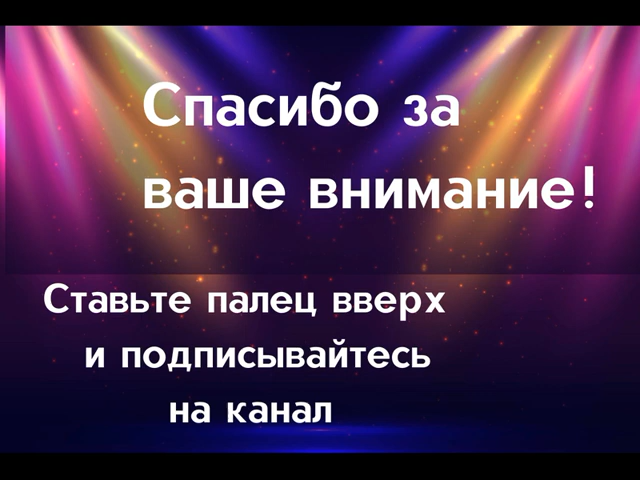 Спасибо за
ваше внимание!
Ставьте палец вверх
и подписывайтесь
на канал